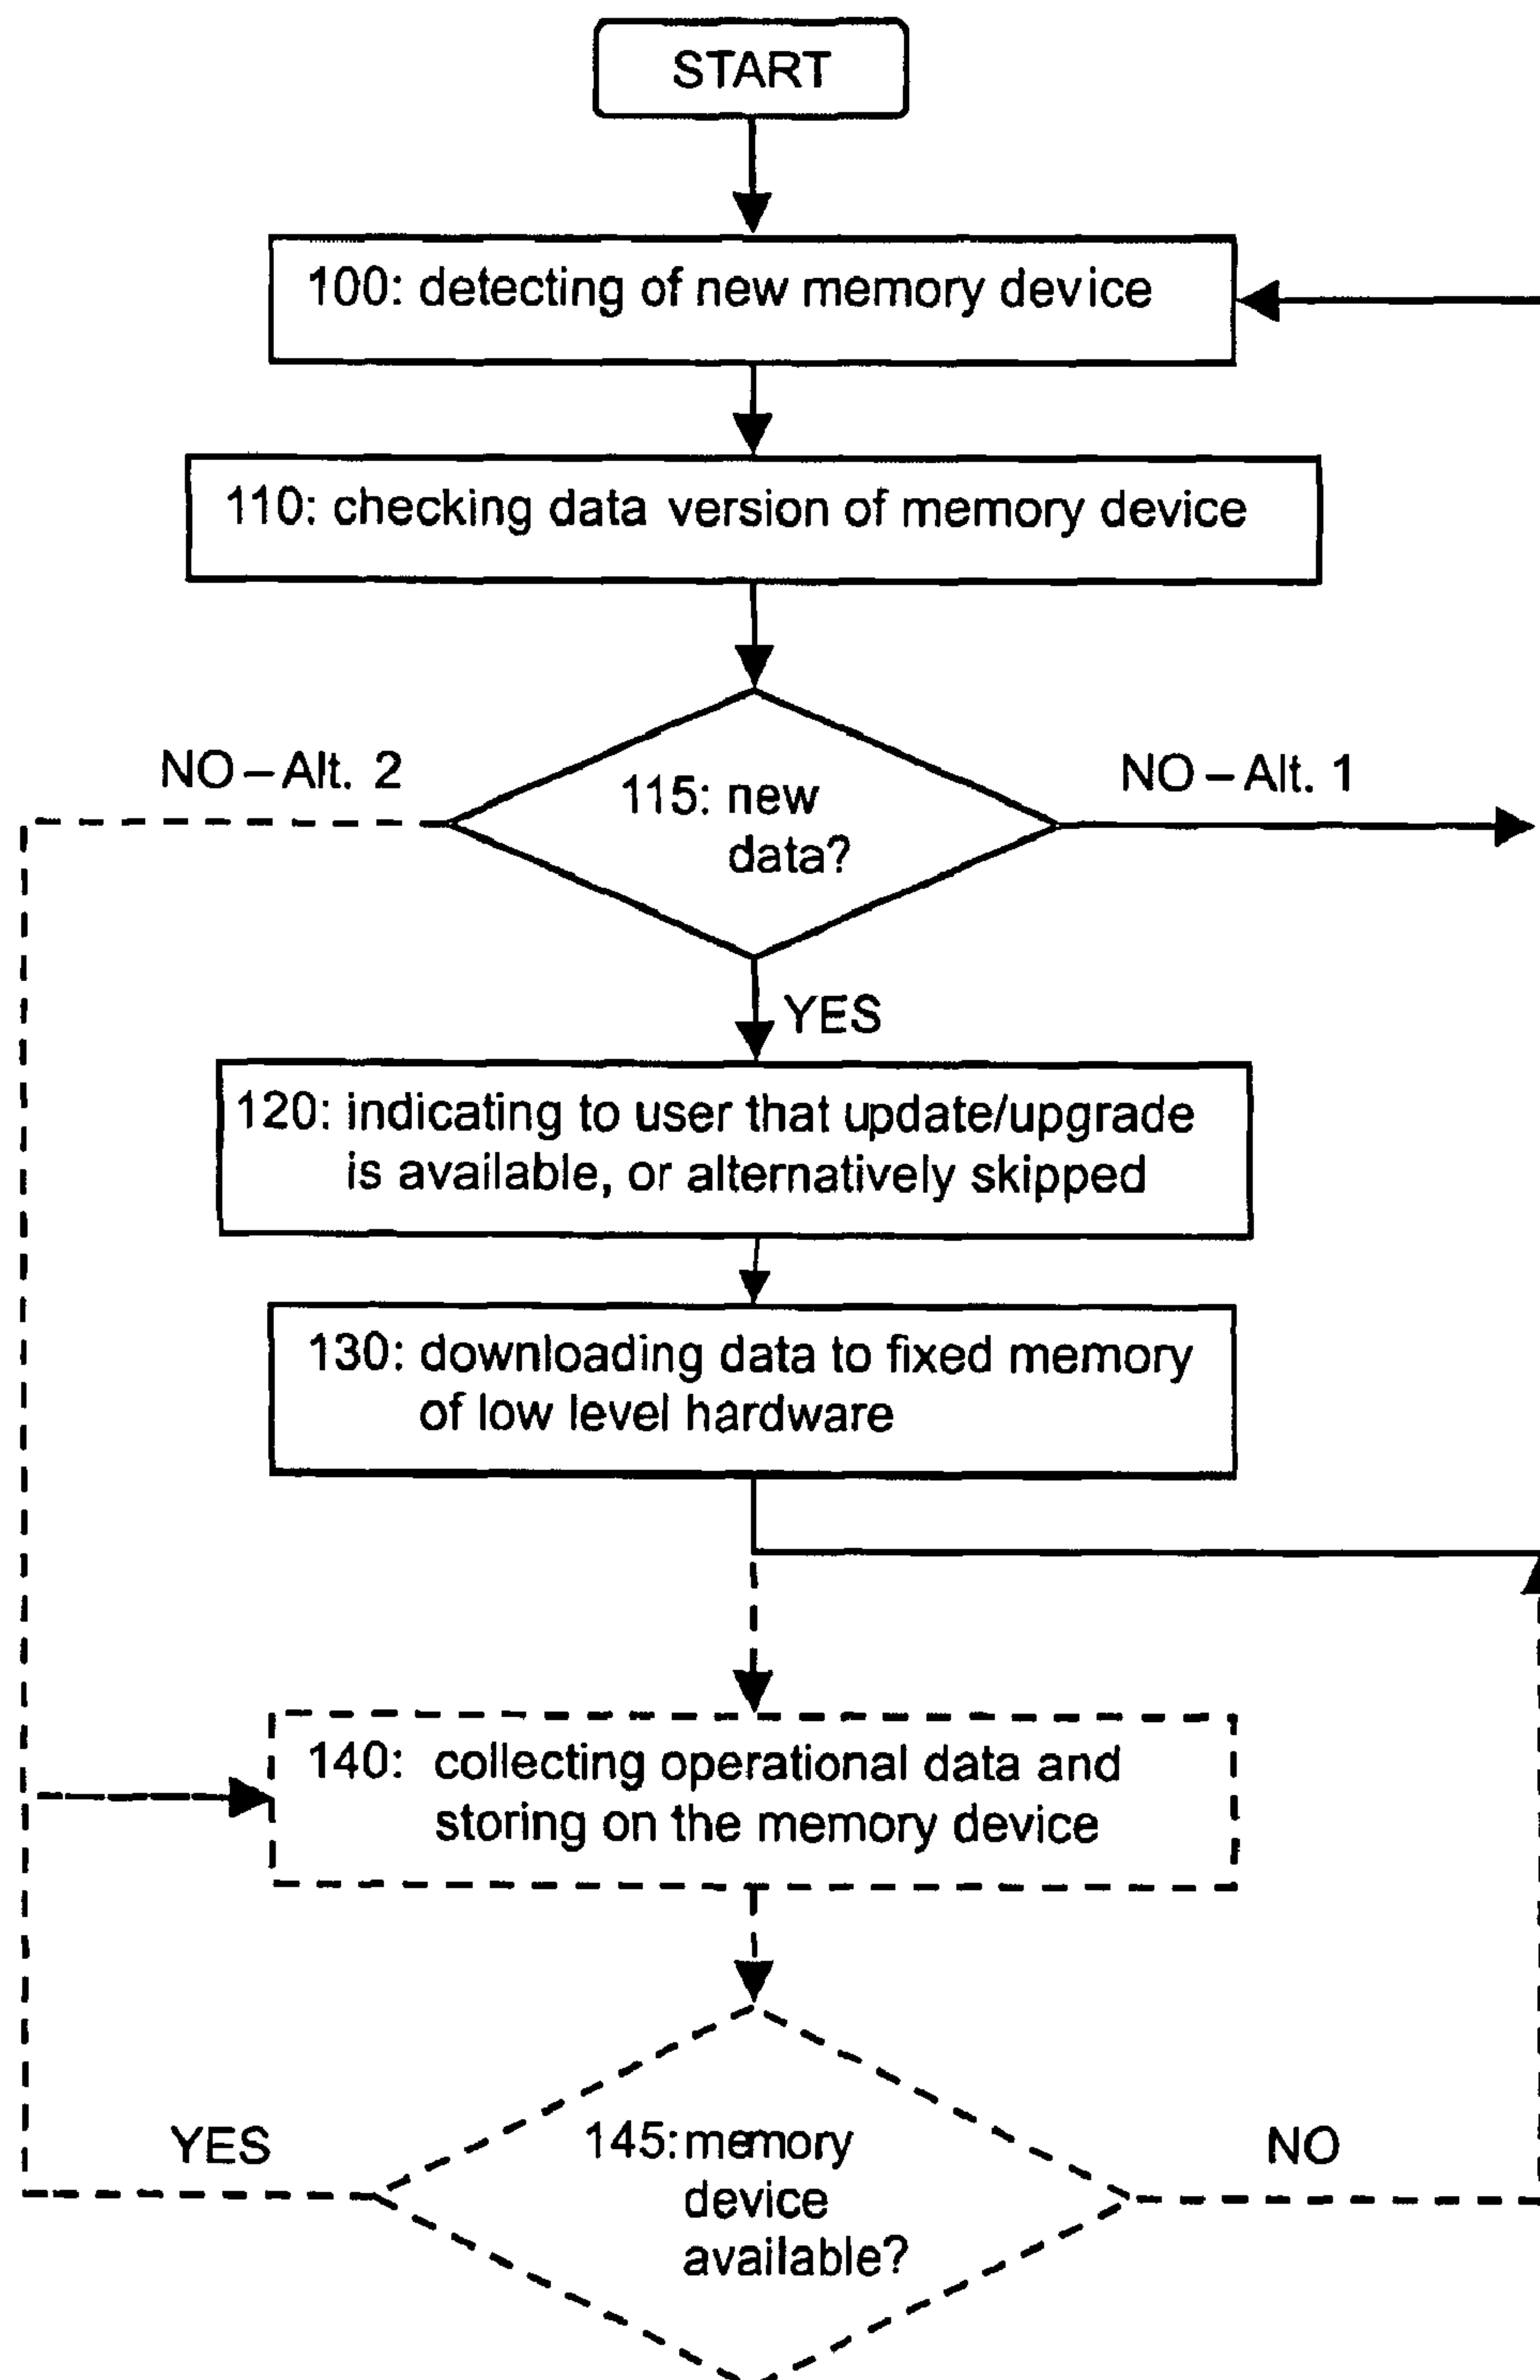 START
100: detecting of new memory device
110: checking data version of memory device
NO – Alt. 2
115: new
data?
NO – Alt. 1
YES
120: indicating to user that update/upgrade
is available, or alternatively skipped
130: downloading data to fixed memory
of low level hardware
140: collecting operational data and
storing on the memory device
YES
145: memory
device
available?
NO